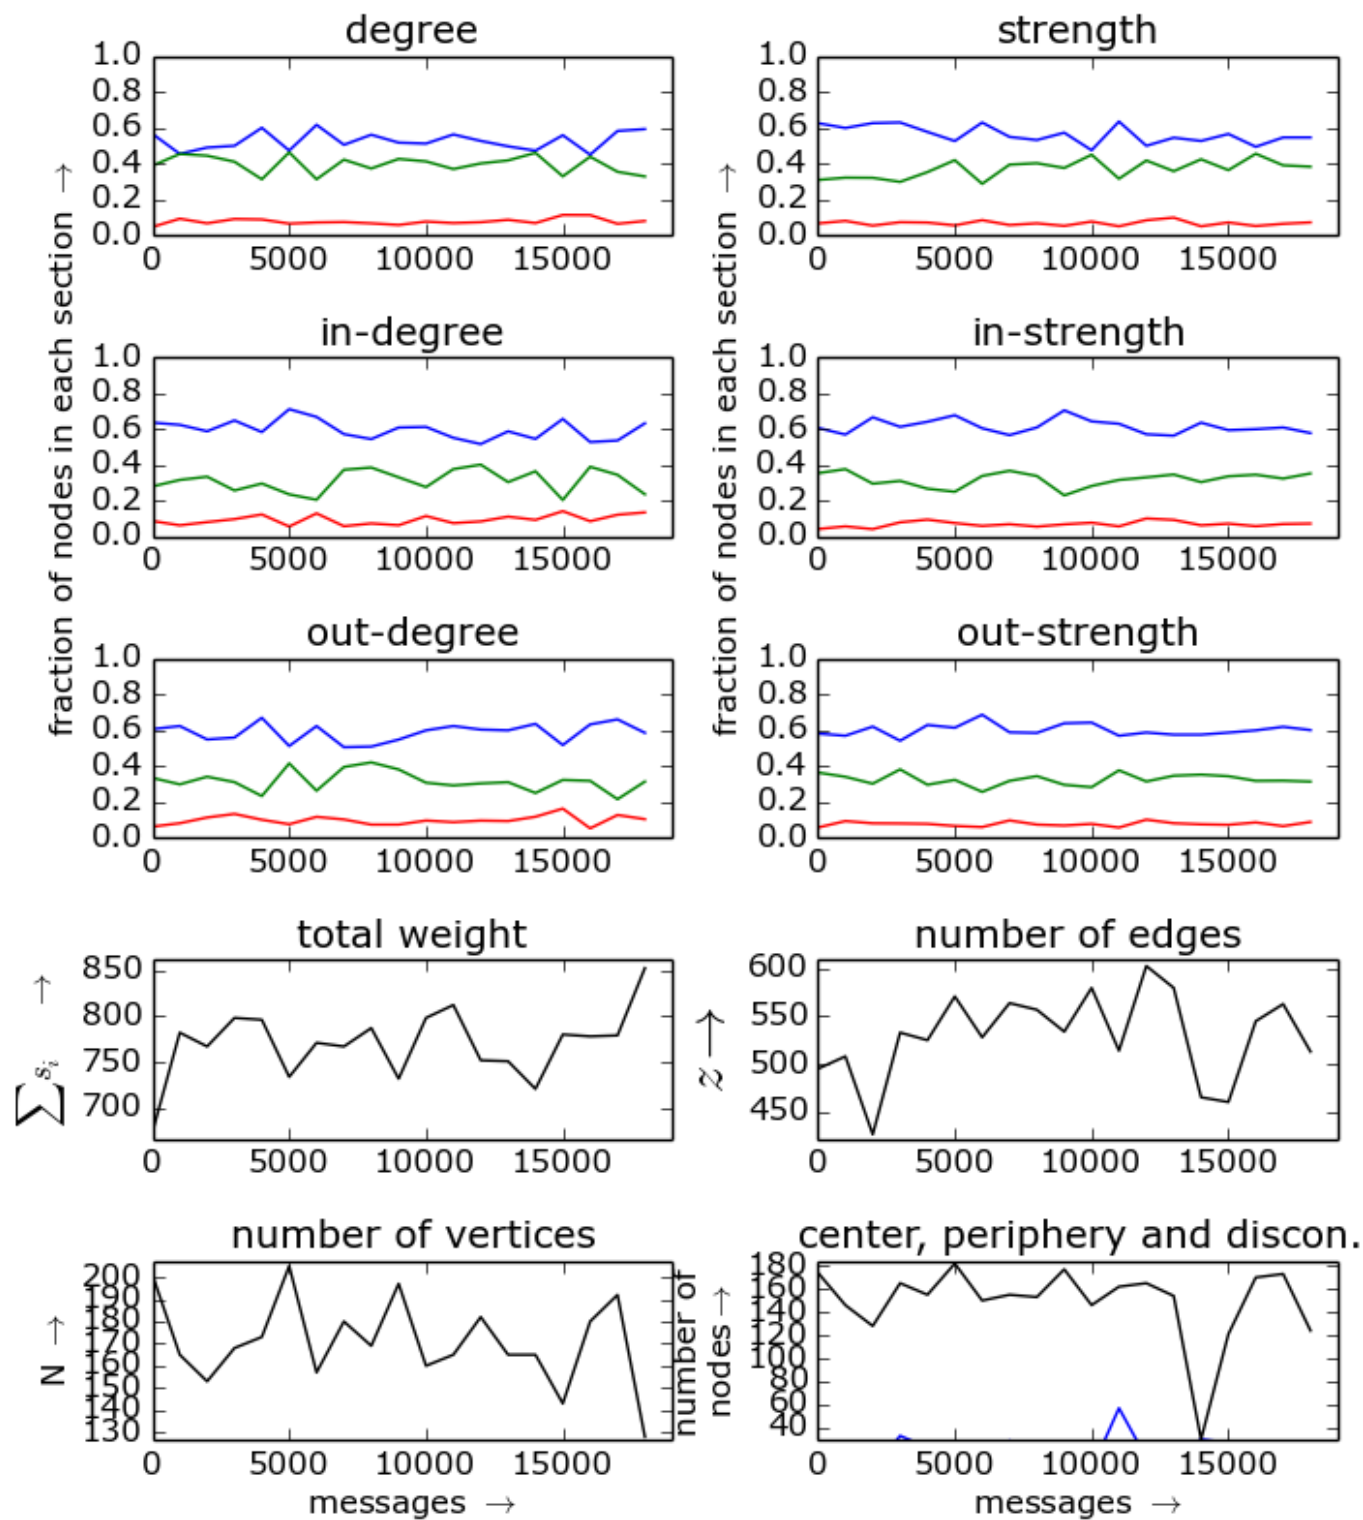 degree
1.0
0.8
0.6
0.4
0.2
0.0
0 5000 10000 15000
strength
1.0
0.8
0.6
0.4
0.2
0.0
0 5000 10000 15000
fraction of nodes in each section →
fraction of nodes in each section →
in-degree
1.0
0.8
0.6
0.4
0.2
0.0
0 5000 10000 15000
in-strength
1.0
0.8
0.6
0.4
0.2
0.0
0 5000 10000 15000
out-degree
1.0
0.8
0.6
0.4
0.2
0.0
0 5000 10000 15000
out-strength
1.0
0.8
0.6
0.4
0.2
0.0
0 5000 10000 15000
total weight
∑ s_i →
850
800
750
700
0 5000 10000 15000
number of edges
z →
600
550
500
450
0 5000 10000 15000
number of vertices
N →
200
190
180
170
160
150
140
130
0 5000 10000 15000
messages →
center, periphery and discon.
number of
nodes →
180
160
140
120
100
80
60
40
0 5000 10000 15000
messages →